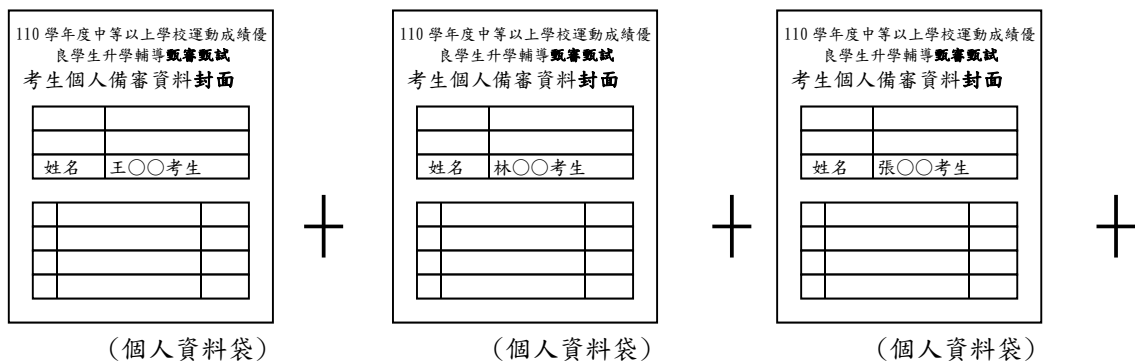 110 學年度中等以上學校運動成績優
良學生升學輔導甄審甄試
考生個人備審資料封面
姓名 王○○考生
(個人資料袋)
+
110 學年度中等以上學校運動成績優
良學生升學輔導甄審甄試
考生個人備審資料封面
姓名 林○○考生
(個人資料袋)
+
110 學年度中等以上學校運動成績優
良學生升學輔導甄審甄試
考生個人備審資料封面
姓名 張○○考生
(個人資料袋)
+